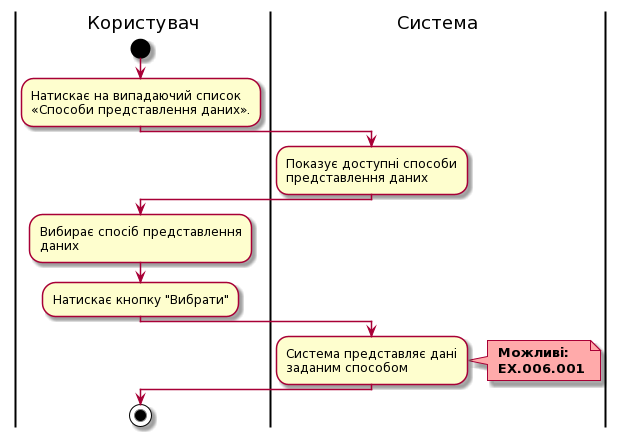 Користувач
Система
Натискає на випадаючий список
«Способи представлення даних».
Показує доступні способи
представлення даних
Вибирає спосіб представлення
даних
Натискає кнопку "Вибрати"
Система представляє дані
заданим способом
Можливі:
EX.006.001